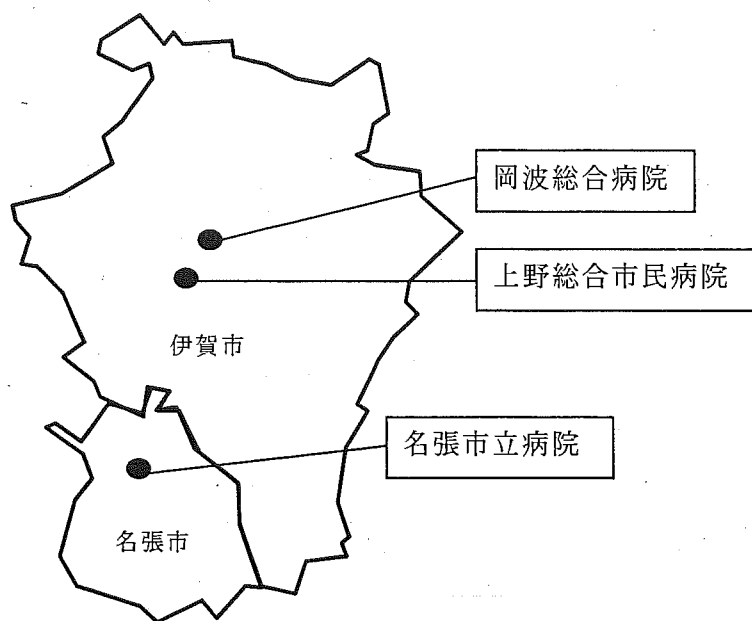 岡波総合病院
上野総合市民病院
伊賀市
名張市立病院
名張市